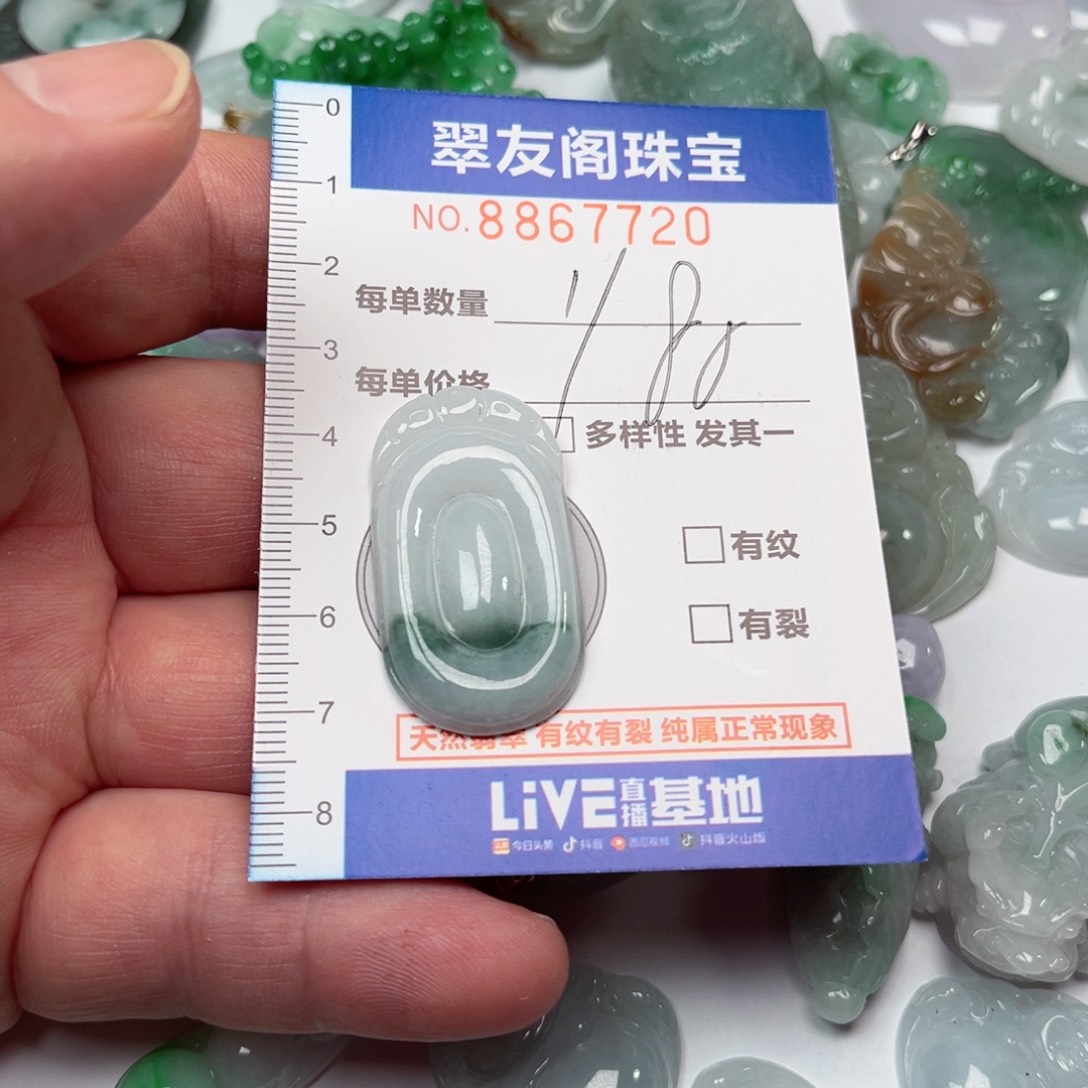 翠友阁珠宝
NO.8867720
每单数量
1/88
每单价格
多样性 发其一
有纹
有裂
天然翡翠 有纹有裂 纯属正常现象
LiVE直播基地
今日头条 抖音 西瓜视频 抖音火山版
0
1
2
3
4
5
6
7
8